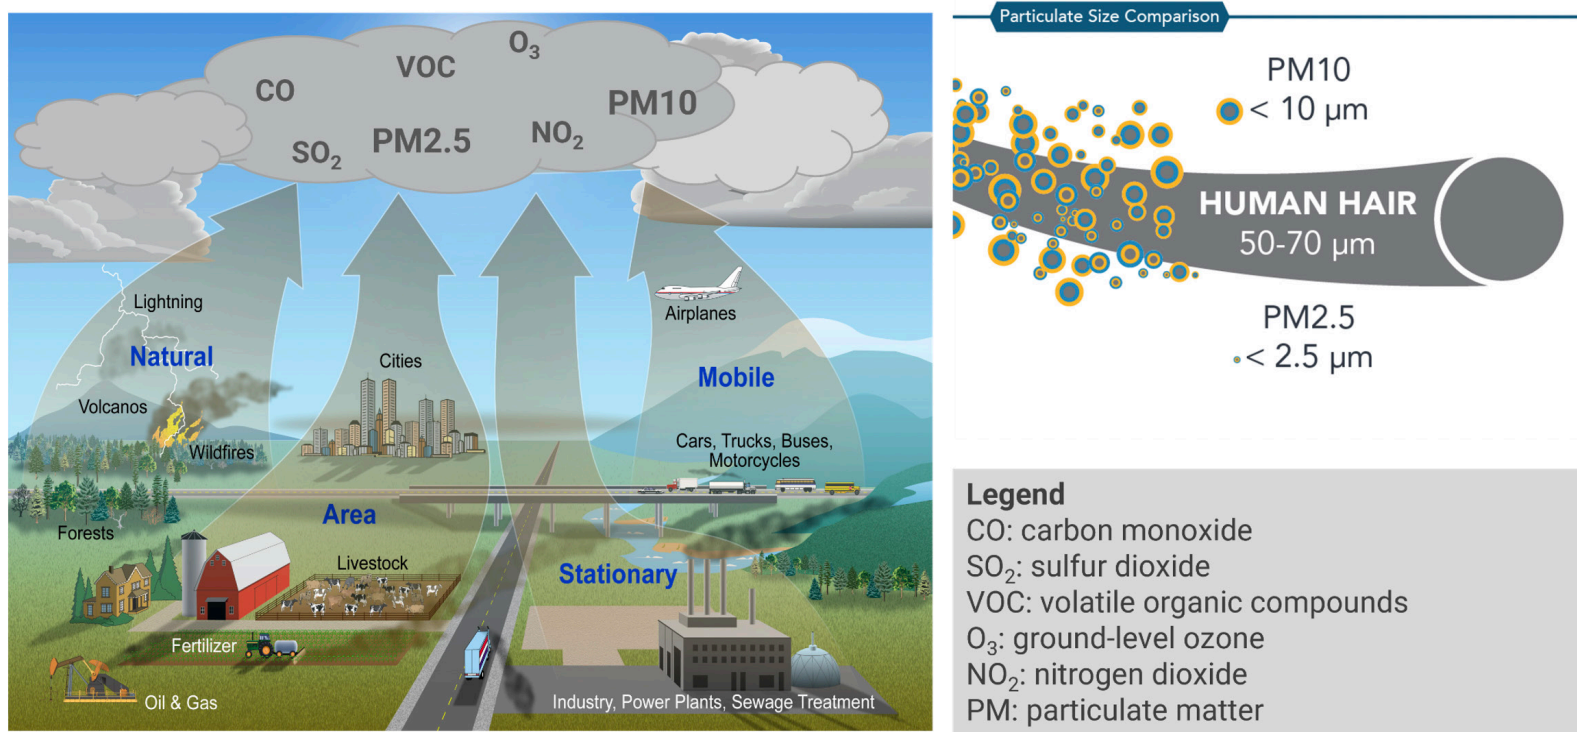 O₃
VOC
CO
PM10
NO₂
PM2.5
SO₂
Lightning
Natural
Volcanos
Wildfires
Forests
Cities
Area
Livestock
Fertilizer
Oil & Gas
Airplanes
Mobile
Cars, Trucks, Buses,
Motorcycles
Stationary
Industry, Power Plants, Sewage Treatment
Particulate Size Comparison
PM10
< 10 μm
HUMAN HAIR
50-70 μm
PM2.5
< 2.5 μm
Legend
CO: carbon monoxide
SO₂: sulfur dioxide
VOC: volatile organic compounds
O₃: ground-level ozone
NO₂: nitrogen dioxide
PM: particulate matter